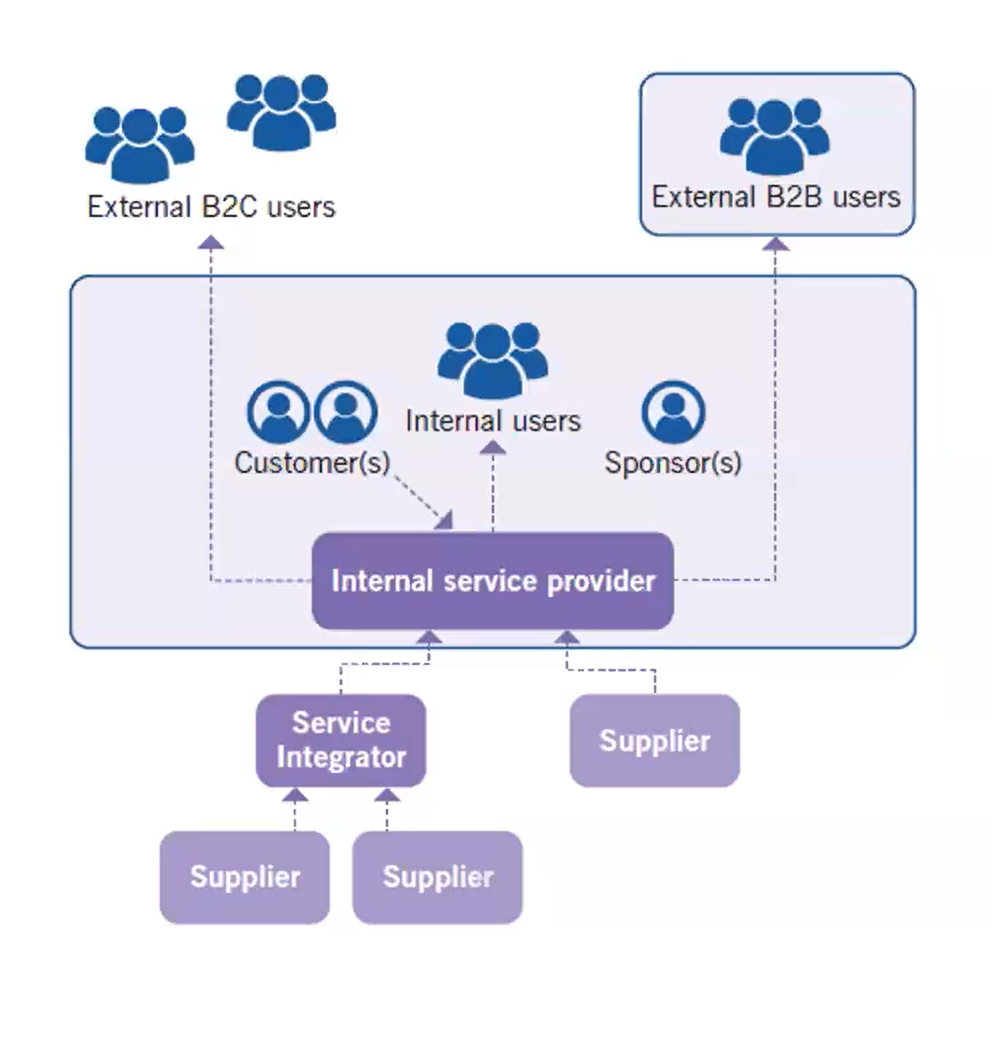 External B2C users
External B2B users
Internal users
Customer(s)
Sponsor(s)
Internal service provider
Service
Integrator
Supplier
Supplier
Supplier